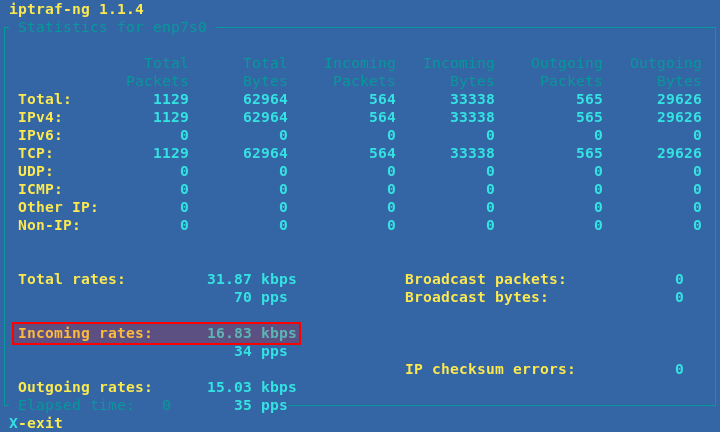 iptraf-ng 1.1.4
Statistics for enp7s0
Total Total Incoming Incoming Outgoing Outgoing
Packets Bytes Packets Bytes Packets Bytes
Total: 1129 62964 564 33338 565 29626
IPv4: 1129 62964 564 33338 565 29626
IPv6: 0 0 0 0 0 0
TCP: 1129 62964 564 33338 565 29626
UDP: 0 0 0 0 0 0
ICMP: 0 0 0 0 0 0
Other IP: 0 0 0 0 0 0
Non-IP: 0 0 0 0 0 0
Total rates: 31.87 kbps Broadcast packets: 0
70 pps Broadcast bytes: 0
Incoming rates: 16.83 kbps
34 pps
IP checksum errors: 0
Outgoing rates: 15.03 kbps
Elapsed time: 0 35 pps
X-exit